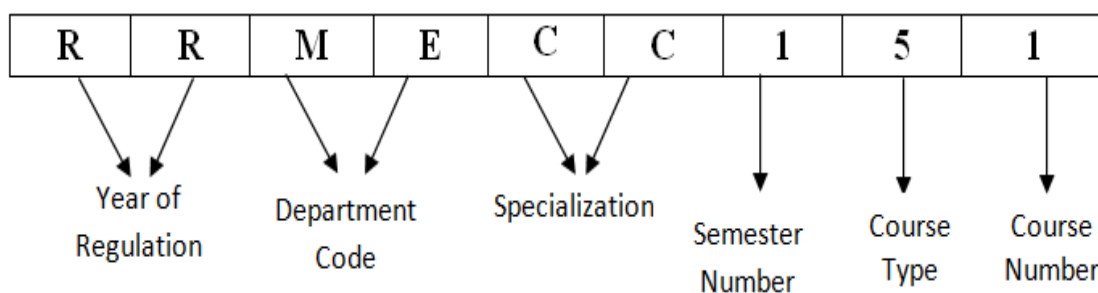 R R M E C C 1 5 1
Year of
Regulation
Department
Code
Specialization
Semester
Number
Course
Type
Course
Number